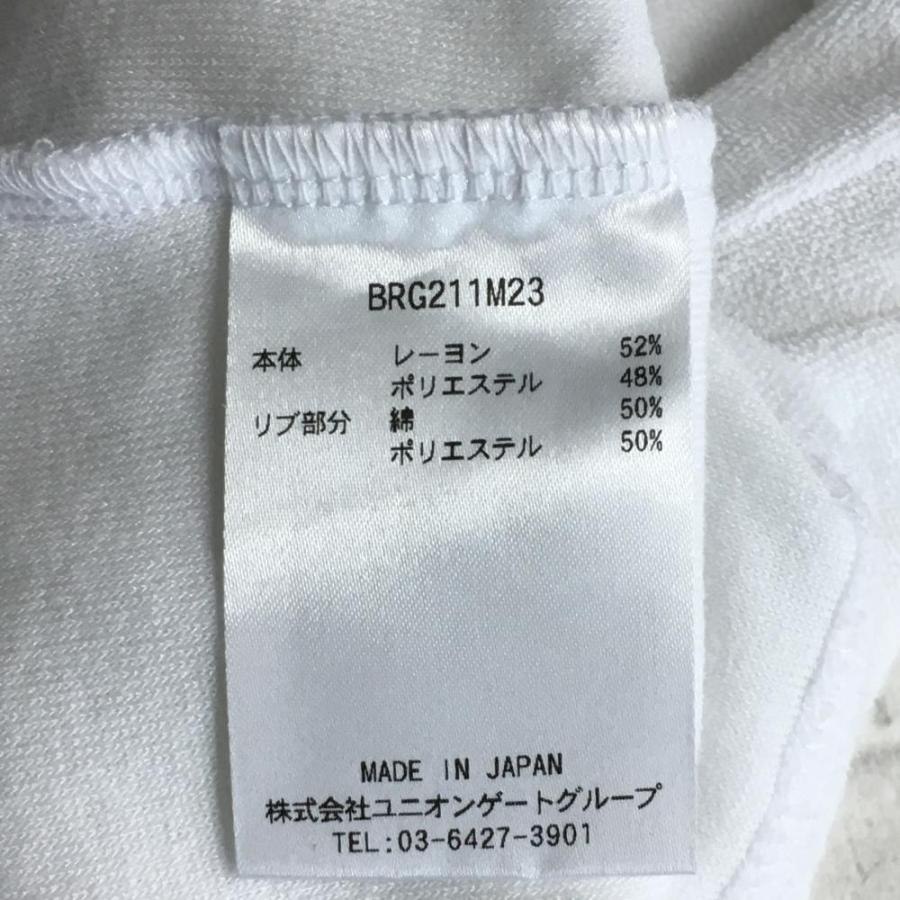 BRG211M23
本体 レーヨン 52%
ポリエステル 48%
リブ部分 綿 50%
ポリエステル 50%
MADE IN JAPAN
株式会社ユニオンゲートグループ
TEL:03-6427-3901